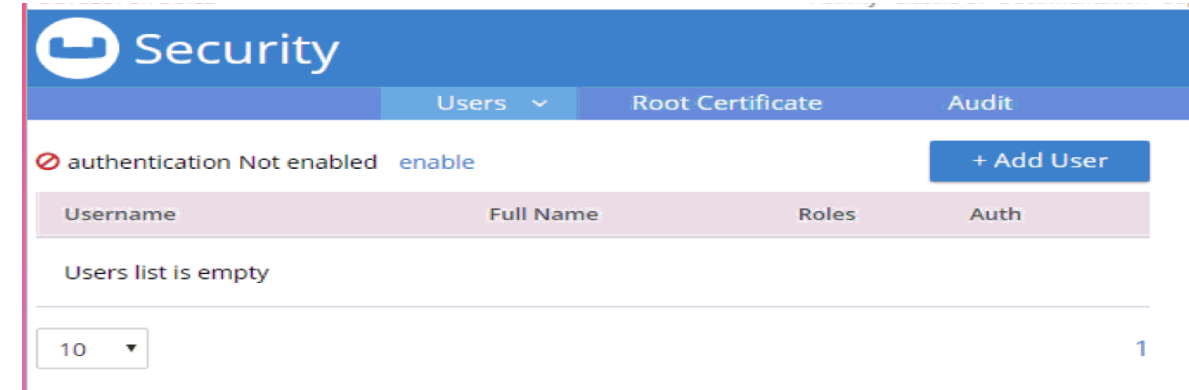 Security
Users Root Certificate Audit
authentication Not enabled enable + Add User
Username Full Name Roles Auth
Users list is empty
10 1